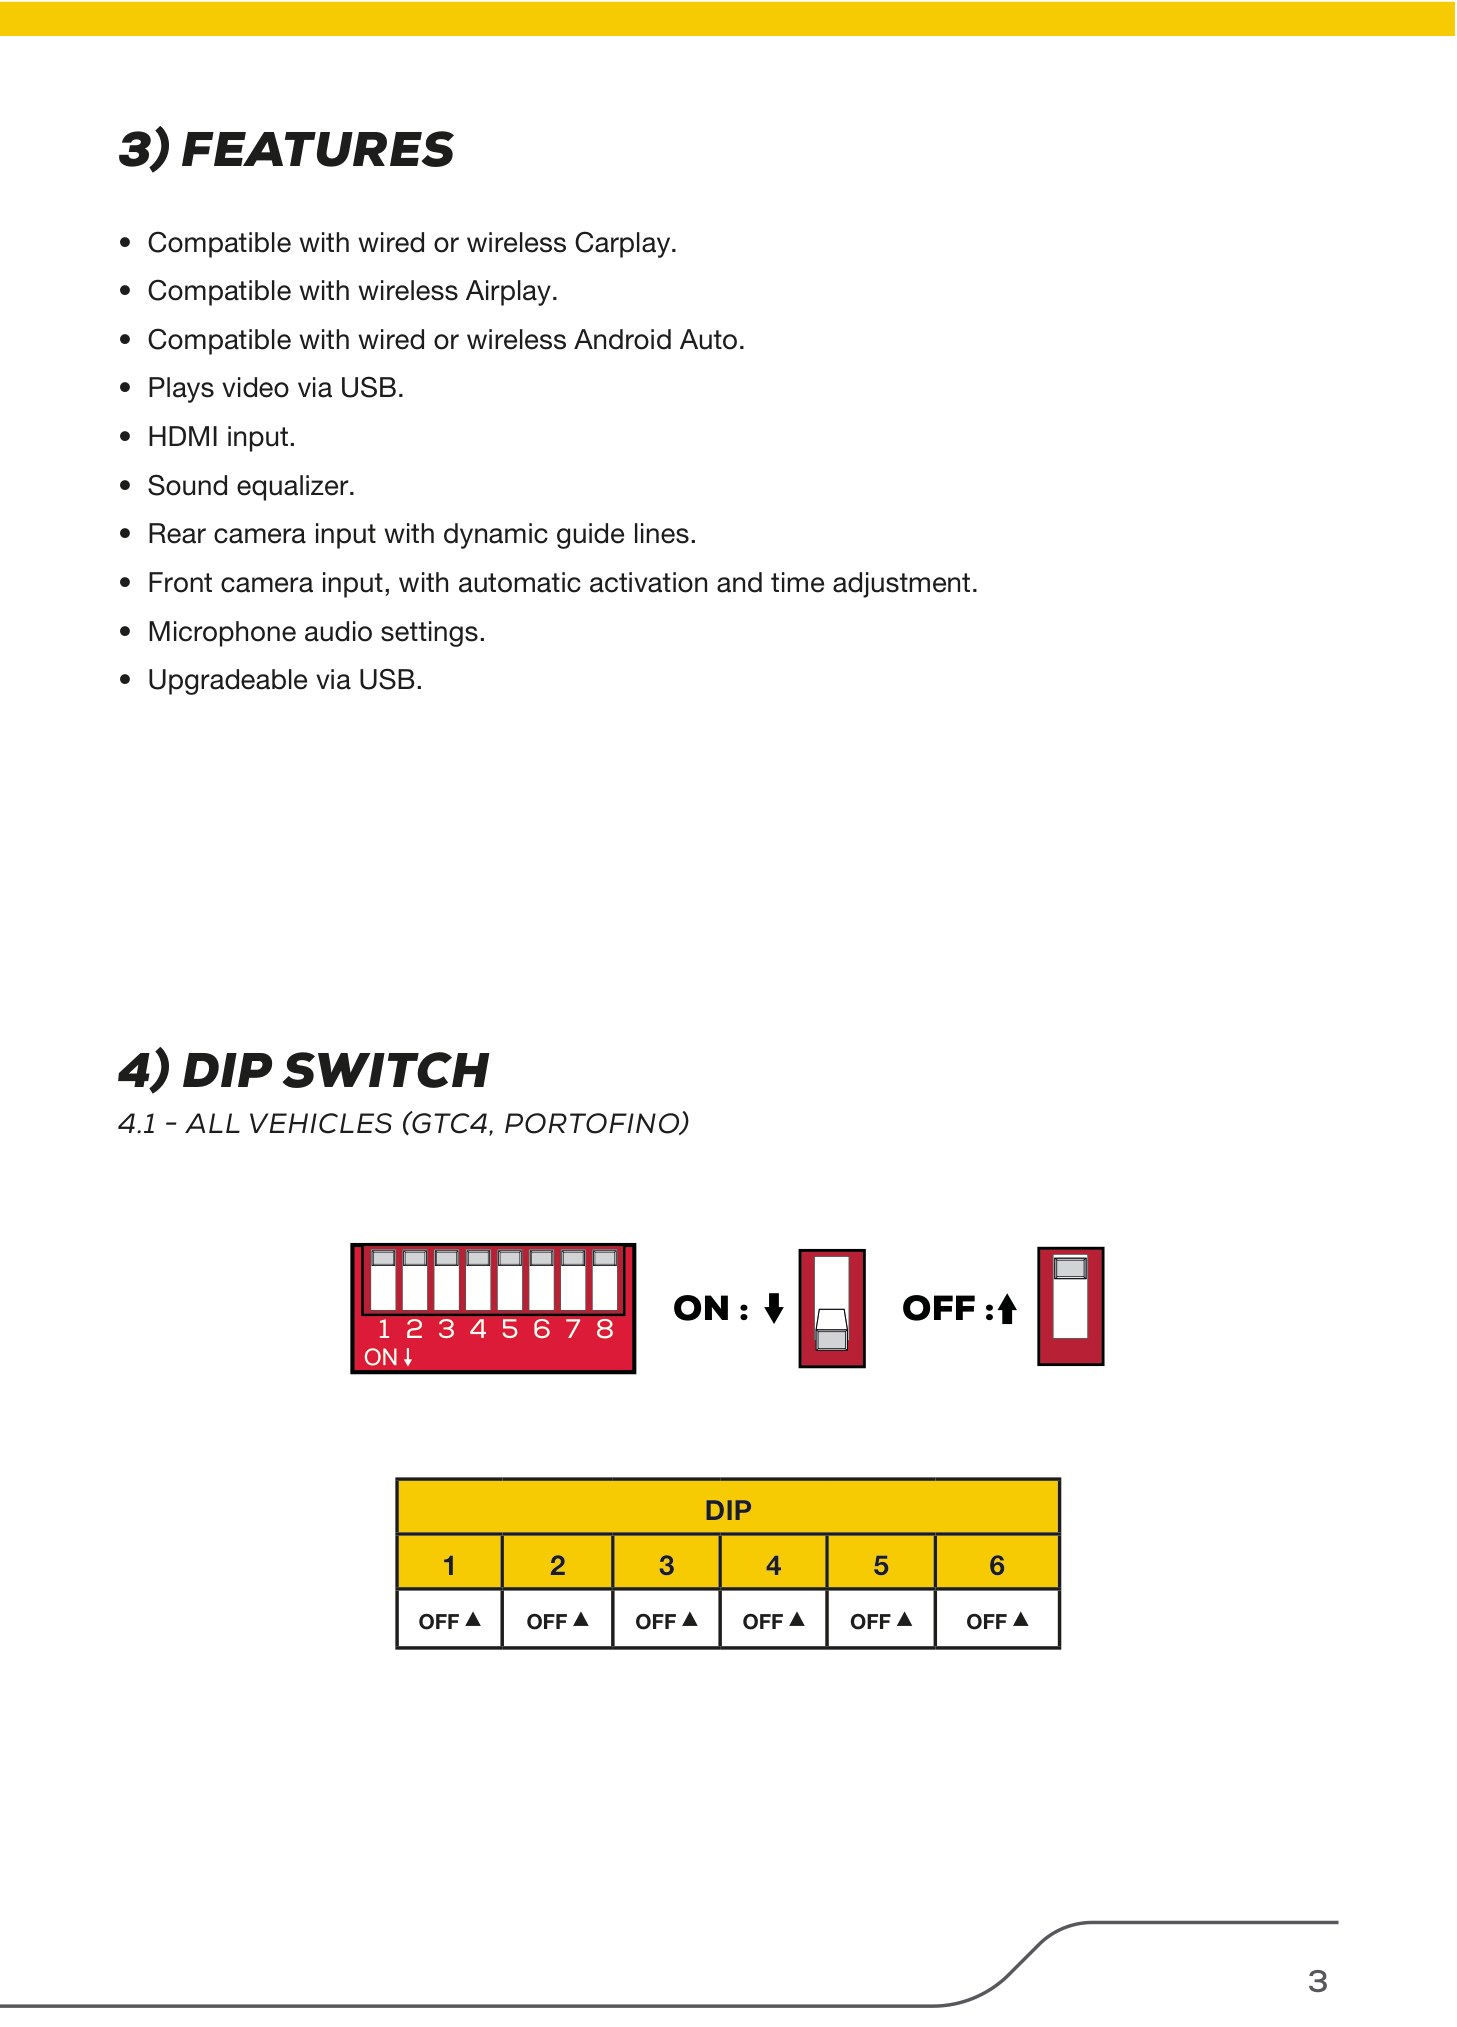 3) FEATURES
• Compatible with wired or wireless Carplay.
• Compatible with wireless Airplay.
• Compatible with wired or wireless Android Auto.
• Plays video via USB.
• HDMI input.
• Sound equalizer.
• Rear camera input with dynamic guide lines.
• Front camera input, with automatic activation and time adjustment.
• Microphone audio settings.
• Upgradeable via USB.
4) DIP SWITCH
4.1 - ALL VEHICLES (GTC4, PORTOFINO)
1 2 3 4 5 6 7 8
ON ↓
ON : ⬇ OFF : ⬆
DIP
1 2 3 4 5 6
OFF ▲ OFF ▲ OFF ▲ OFF ▲ OFF ▲ OFF ▲
3